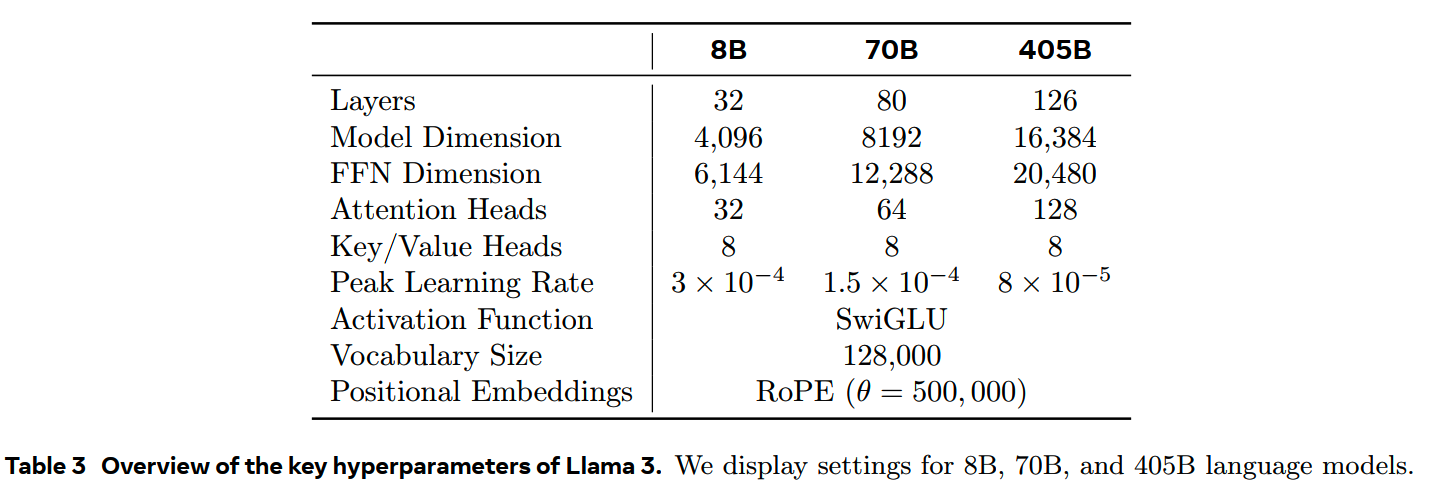 8B 70B 405B
Layers 32 80 126
Model Dimension 4,096 8192 16,384
FFN Dimension 6,144 12,288 20,480
Attention Heads 32 64 128
Key/Value Heads 8 8 8
Peak Learning Rate 3 × 10⁻⁴ 1.5 × 10⁻⁴ 8 × 10⁻⁵
Activation Function SwiGLU
Vocabulary Size 128,000
Positional Embeddings RoPE (θ = 500, 000)
Table 3 Overview of the key hyperparameters of Llama 3. We display settings for 8B, 70B, and 405B language models.